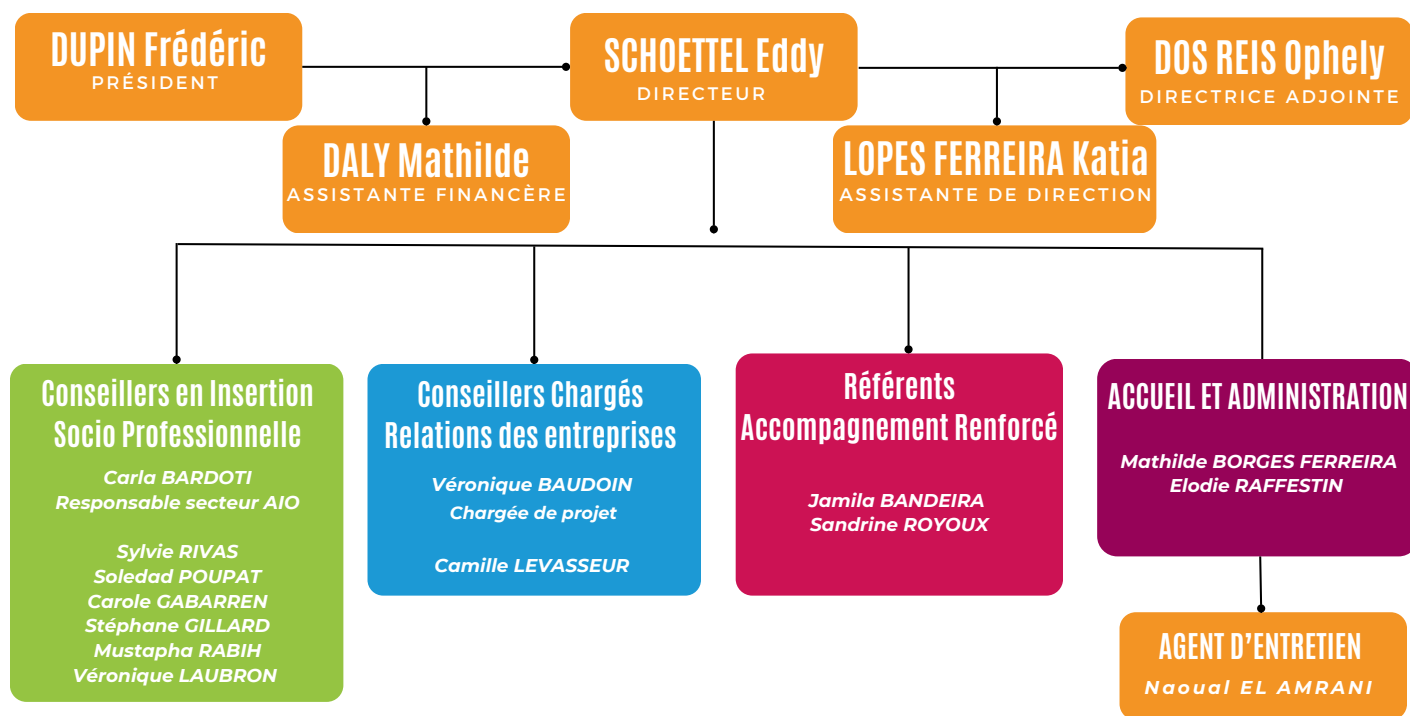 DUPIN Frédéric
PRÉSIDENT
SCHOETTEL Eddy
DIRECTEUR
DOS REIS Ophely
DIRECTRICE ADJOINTE
DALY Mathilde
ASSISTANTE FINANCÈRE
LOPES FERREIRA Katia
ASSISTANTE DE DIRECTION
Conseillers en Insertion
Socio Professionnelle
Carla BARDOTI
Responsable secteur AIO
Sylvie RIVAS
Soledad POUPAT
Carole GABARREN
Stéphane GILLARD
Mustapha RABIH
Véronique LAUBRON
Conseillers Chargés
Relations des entreprises
Véronique BAUDOIN
Chargée de projet
Camille LEVASSEUR
Référents
Accompagnement Renforcé
Jamila BANDEIRA
Sandrine ROYOUX
ACCUEIL ET ADMINISTRATION
Mathilde BORGES FERREIRA
Elodie RAFFESTIN
AGENT D'ENTRETIEN
Naoual EL AMRANI